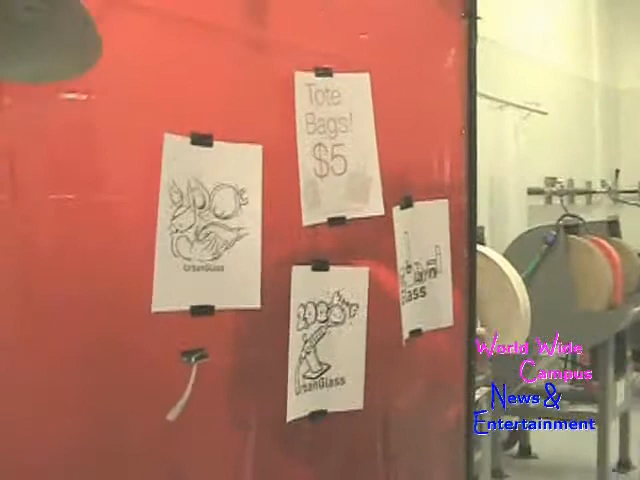 Tote
Bags!
$5
UrbanGlass
Glass
UrbanGlass
World Wide
Campus
News &
Entertainment